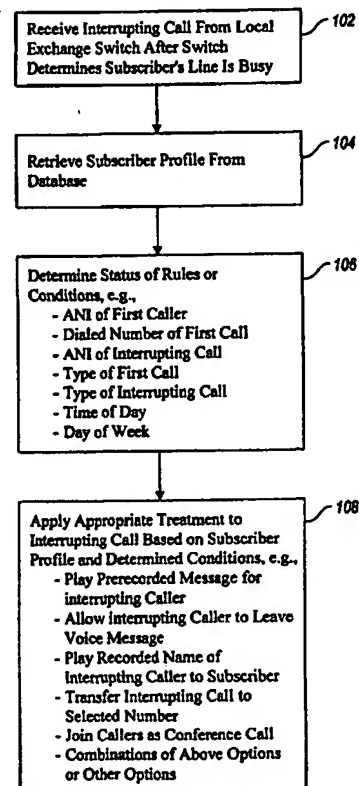 Receive Interrupting Call From Local
Exchange Switch After Switch
Determines Subscriber's Line Is Busy
102
Retrieve Subscriber Profile From
Database
104
Determine Status of Rules or
Conditions, e.g.,
- ANI of First Caller
- Dialed Number of First Call
- ANI of Interrupting Call
- Type of First Call
- Type of Interrupting Call
- Time of Day
- Day of Week
106
Apply Appropriate Treatment to
Interrupting Call Based on Subscriber
Profile and Determined Conditions, e.g.,
- Play Prerecorded Message for
interrupting Caller
- Allow Interrupting Caller to Leave
Voice Message
- Play Recorded Name of
Interrupting Caller to Subscriber
- Transfer Interrupting Call to
Selected Number
- Join Callers as Conference Call
- Combinations of Above Options
or Other Options
108